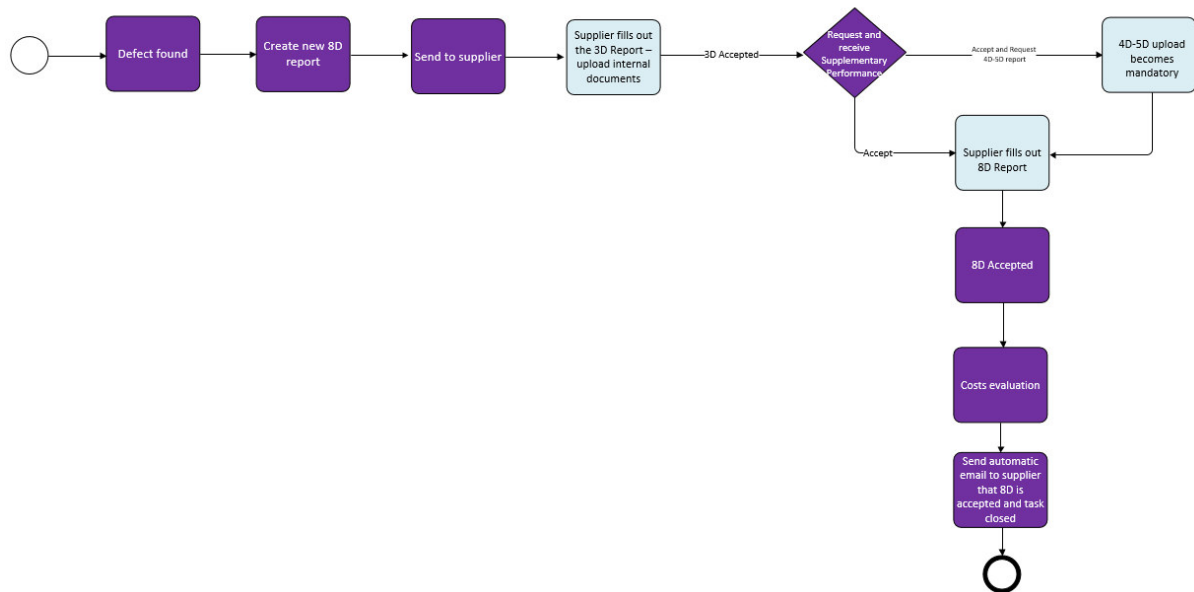 Defect found
Create new 8D
report
Send to supplier
Supplier fills out
the 3D Report –
upload internal
documents
3D Accepted
Request and
receive
Supplementary
Performance
Accept and Request
4D-5D report
4D-5D upload
becomes
mandatory
Accept
Supplier fills out
8D Report
8D Accepted
Costs evaluation
Send automatic
email to supplier
that 8D is
accepted and task
closed